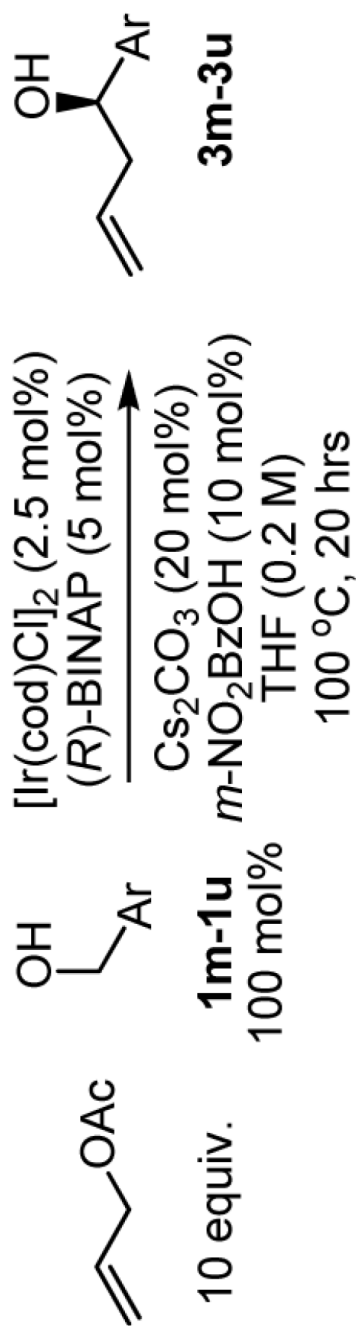 OAc
10 equiv.
OH
Ar
1m-1u
100 mol%
[Ir(cod)Cl]2 (2.5 mol%)
(R)-BINAP (5 mol%)
Cs2CO3 (20 mol%)
m-NO2BzOH (10 mol%)
THF (0.2 M)
100 °C, 20 hrs
OH
Ar
3m-3u